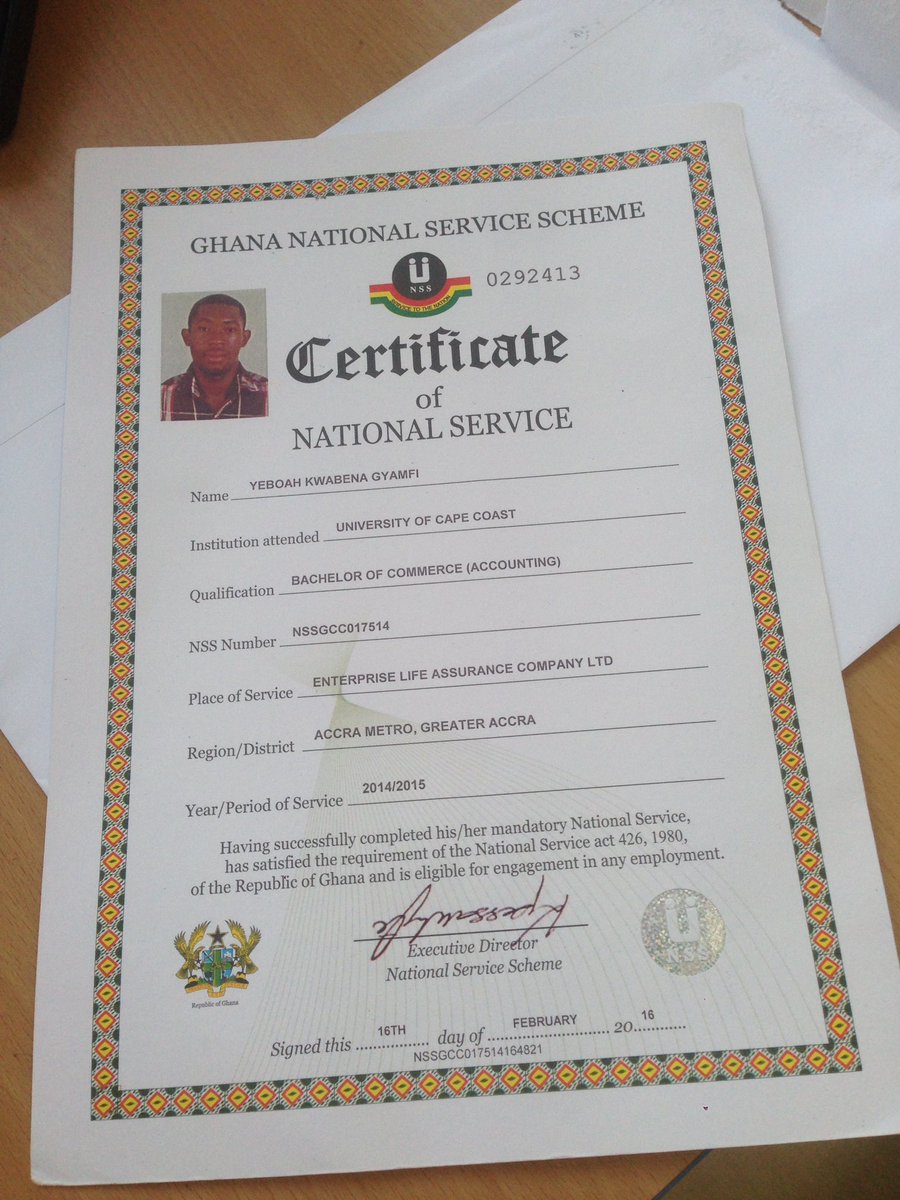 GHANA NATIONAL SERVICE SCHEME
NSS
SERVICE TO THE NATION
0292413
Certificate
of
NATIONAL SERVICE
Name YEBOAH KWABENA GYAMFI
Institution attended UNIVERSITY OF CAPE COAST
Qualification BACHELOR OF COMMERCE (ACCOUNTING)
NSS Number NSSGCC017514
Place of Service ENTERPRISE LIFE ASSURANCE COMPANY LTD
Region/District ACCRA METRO, GREATER ACCRA
Year/Period of Service 2014/2015
Having successfully completed his/her mandatory National Service,
has satisfied the requirement of the National Service act 426, 1980,
of the Republic of Ghana and is eligible for engagement in any employment.
Executive Director
National Service Scheme
NSS
Republic of Ghana
Signed this 16TH day of FEBRUARY 2016
NSSGCC017514164821